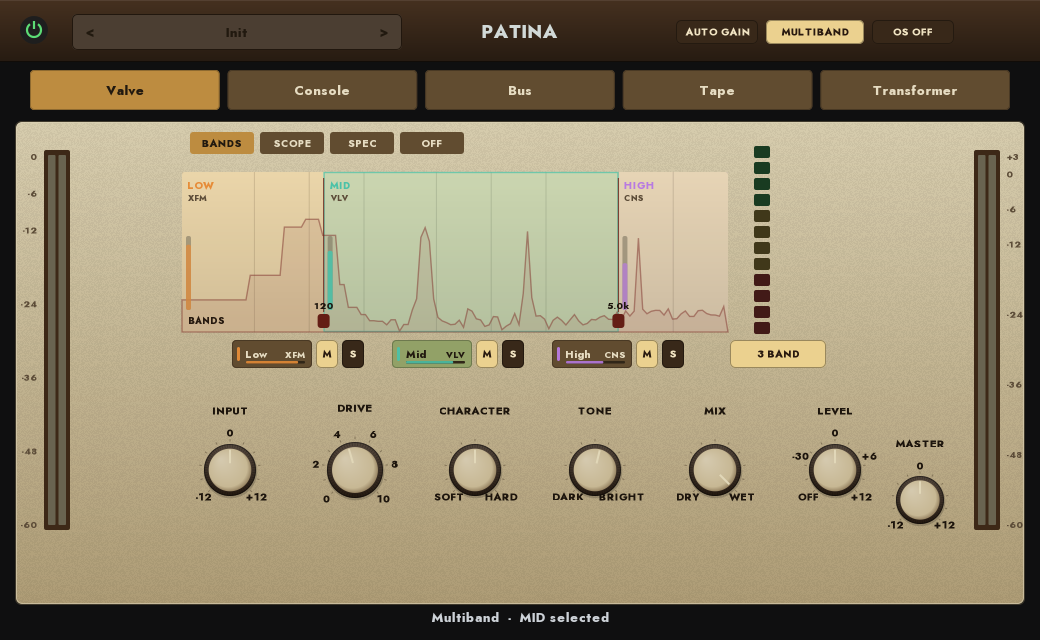 < Init >
PATINA
AUTO GAIN
MULTIBAND
OS OFF
Valve
Console
Bus
Tape
Transformer
BANDS
SCOPE
SPEC
OFF
0
-6
-12
-24
-36
-48
-60
LOW
XFM
MID
VLV
HIGH
CNS
120
5.0k
BANDS
+3
0
-6
-12
-24
-36
-48
-60
Low XFM
M
S
Mid VLV
M
S
High CNS
M
S
3 BAND
INPUT
0
-12 +12
DRIVE
4 6
2 8
0 10
CHARACTER
SOFT HARD
TONE
DARK BRIGHT
MIX
DRY WET
LEVEL
0
-30 +6
OFF +12
MASTER
0
-12 +12
Multiband - MID selected